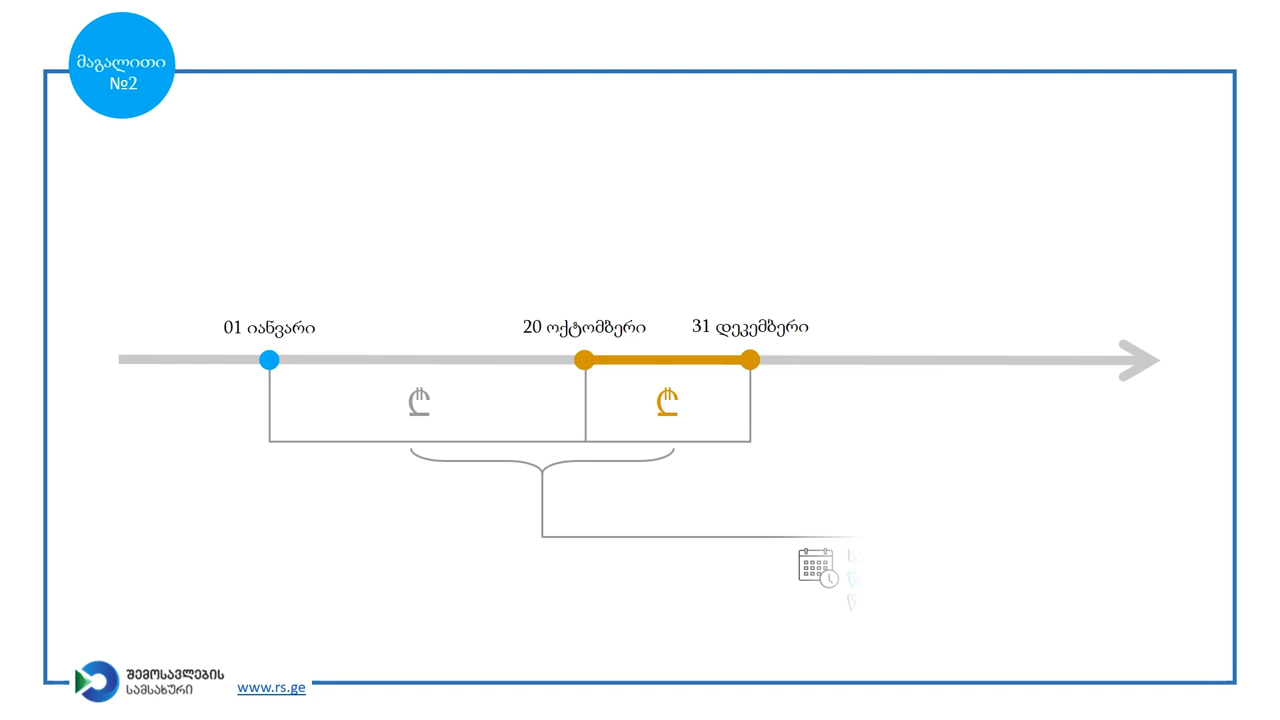 მაგალითი
№2
01 იანვარი
20 ოქტომბერი
31 დეკემბერი
₾
₾
შემოსავლების
სამსახური
www.rs.ge